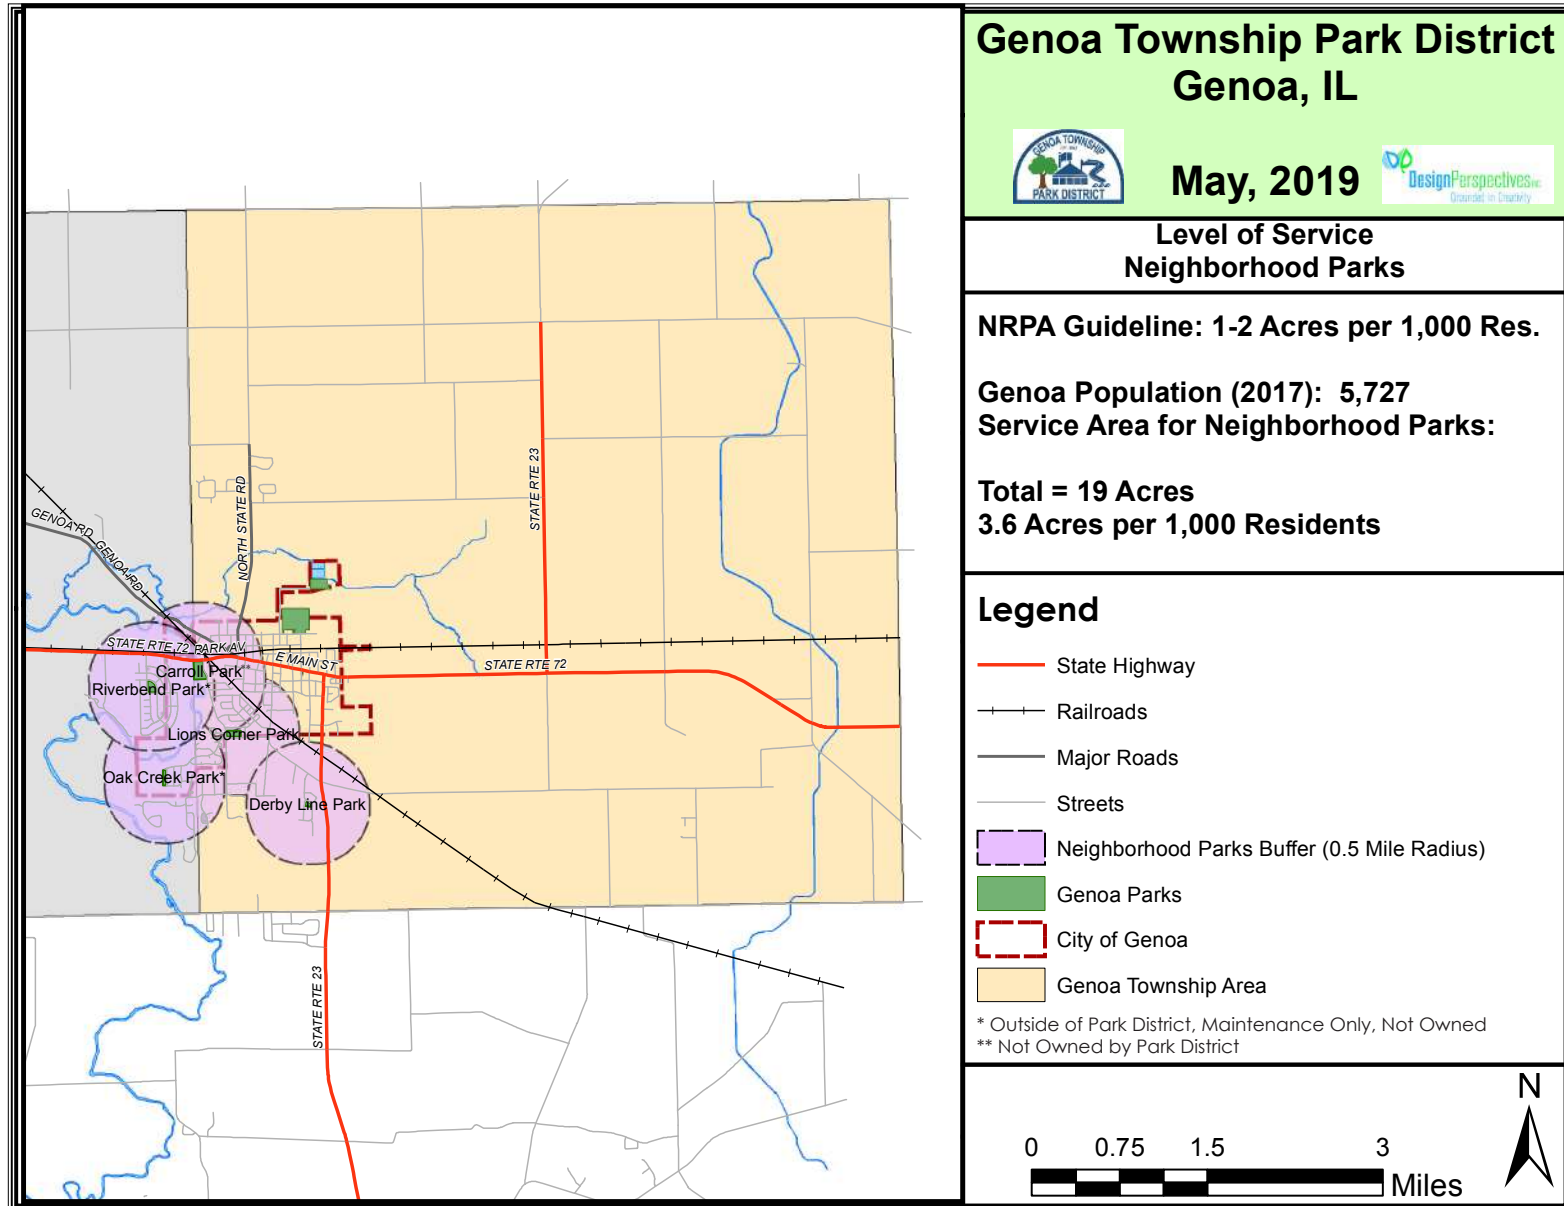 Genoa Township Park District
Genoa, IL
GENOA TOWNSHIP
PARK DISTRICT
May, 2019
DesignPerspectives INC
Grounded in Creativity
Level of Service
Neighborhood Parks
NRPA Guideline: 1-2 Acres per 1,000 Res.
Genoa Population (2017): 5,727
Service Area for Neighborhood Parks:
Total = 19 Acres
3.6 Acres per 1,000 Residents
Legend
State Highway
Railroads
Major Roads
Streets
Neighborhood Parks Buffer (0.5 Mile Radius)
Genoa Parks
City of Genoa
Genoa Township Area
* Outside of Park District, Maintenance Only, Not Owned
** Not Owned by Park District
N
0 0.75 1.5 3
Miles
STATE RTE 23
NORTH STATE RD
GENOA RD
GENOA RD
STATE RTE 72
PARK AV
E MAIN ST
STATE RTE 72
Carroll Park**
Riverbend Park*
Lions Corner Park
Oak Creek Park*
Derby Line Park
STATE RTE 23